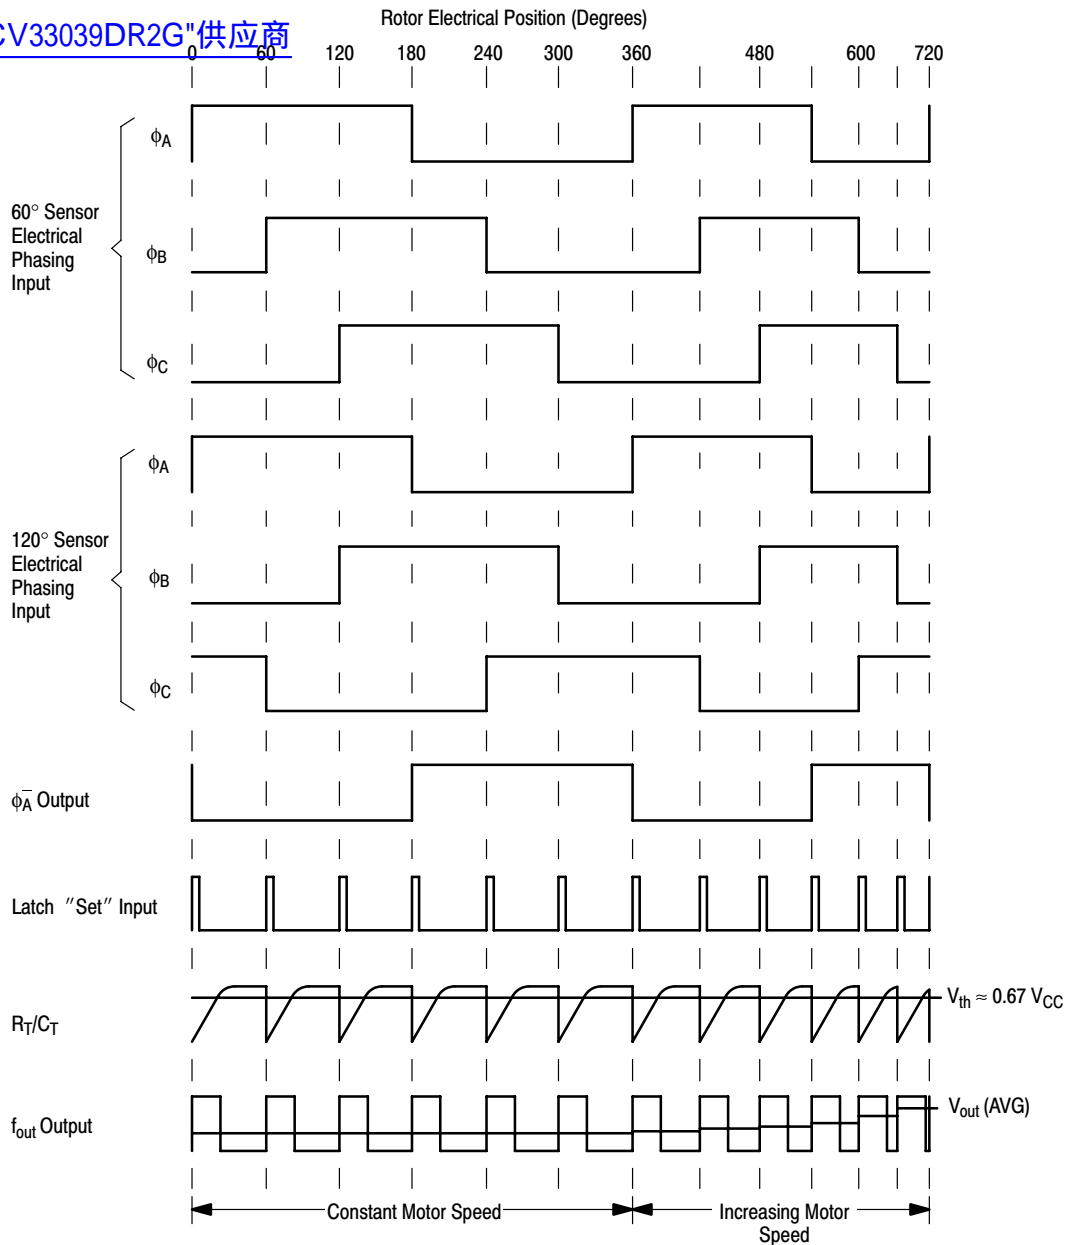 Rotor Electrical Position (Degrees)
CV33039DR2G"供应商
0 60 120 180 240 300 360 480 600 720
ϕA
60° Sensor
Electrical
Phasing
Input
ϕB
ϕC
ϕA
120° Sensor
Electrical
Phasing
Input
ϕB
ϕC
ϕA̅ Output
Latch ″Set″ Input
RT/CT
Vth ≈ 0.67 VCC
fout Output
Vout (AVG)
Constant Motor Speed
Increasing Motor
Speed